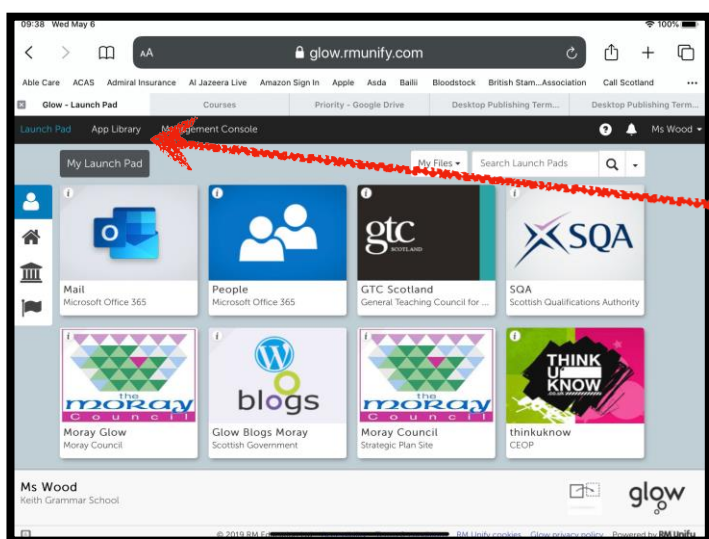 09:38 Wed May 6
100%
AA
glow.rmunify.com
Able Care ACAS Admiral Insurance Al Jazeera Live Amazon Sign In Apple Asda Bailii Bloodstock British Stam...Association Call Scotland
Glow - Launch Pad Courses Priority - Google Drive Desktop Publishing Term... Desktop Publishing Term...
Launch Pad App Library Management Console Ms Wood
My Launch Pad My Files Search Launch Pads
Mail
Microsoft Office 365
People
Microsoft Office 365
gtc
SCOTLAND
GTC Scotland
General Teaching Council for ...
SQA
SQA
Scottish Qualifications Authority
the
moray
Council
Moray Glow
Moray Council
blogs
Glow Blogs Moray
Scottish Government
the
moray
Council
Moray Council
Strategic Plan Site
THINK
U
KNOW
.CO.UK
thinkuknow
CEOP
Ms Wood
Keith Grammar School
glow
© 2019 RM RM Unify cookies Glow privacy policy Powered by RM Unify